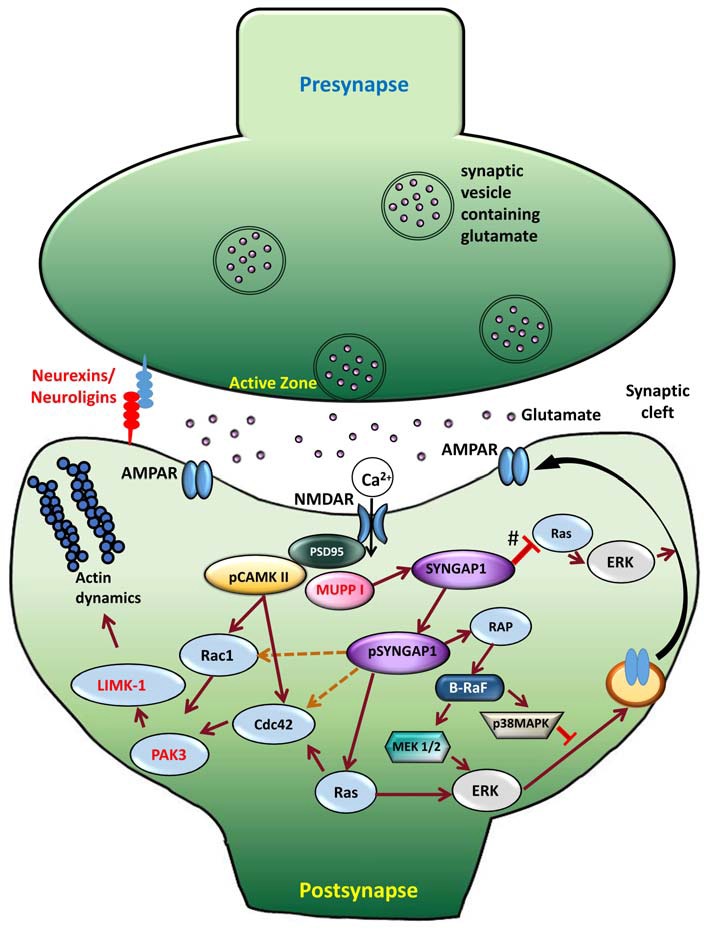 Presynapse
synaptic
vesicle
containing
glutamate
Neurexins/
Neuroligins
Active Zone
Synaptic
cleft
Glutamate
AMPAR
AMPAR
Ca2+
NMDAR
PSD95
#
Ras
ERK
pCAMK II
MUPP I
SYNGAP1
Actin
dynamics
Rac1
pSYNGAP1
RAP
LIMK-1
B-RaF
Cdc42
p38MAPK
PAK3
MEK 1/2
Ras
ERK
Postsynapse